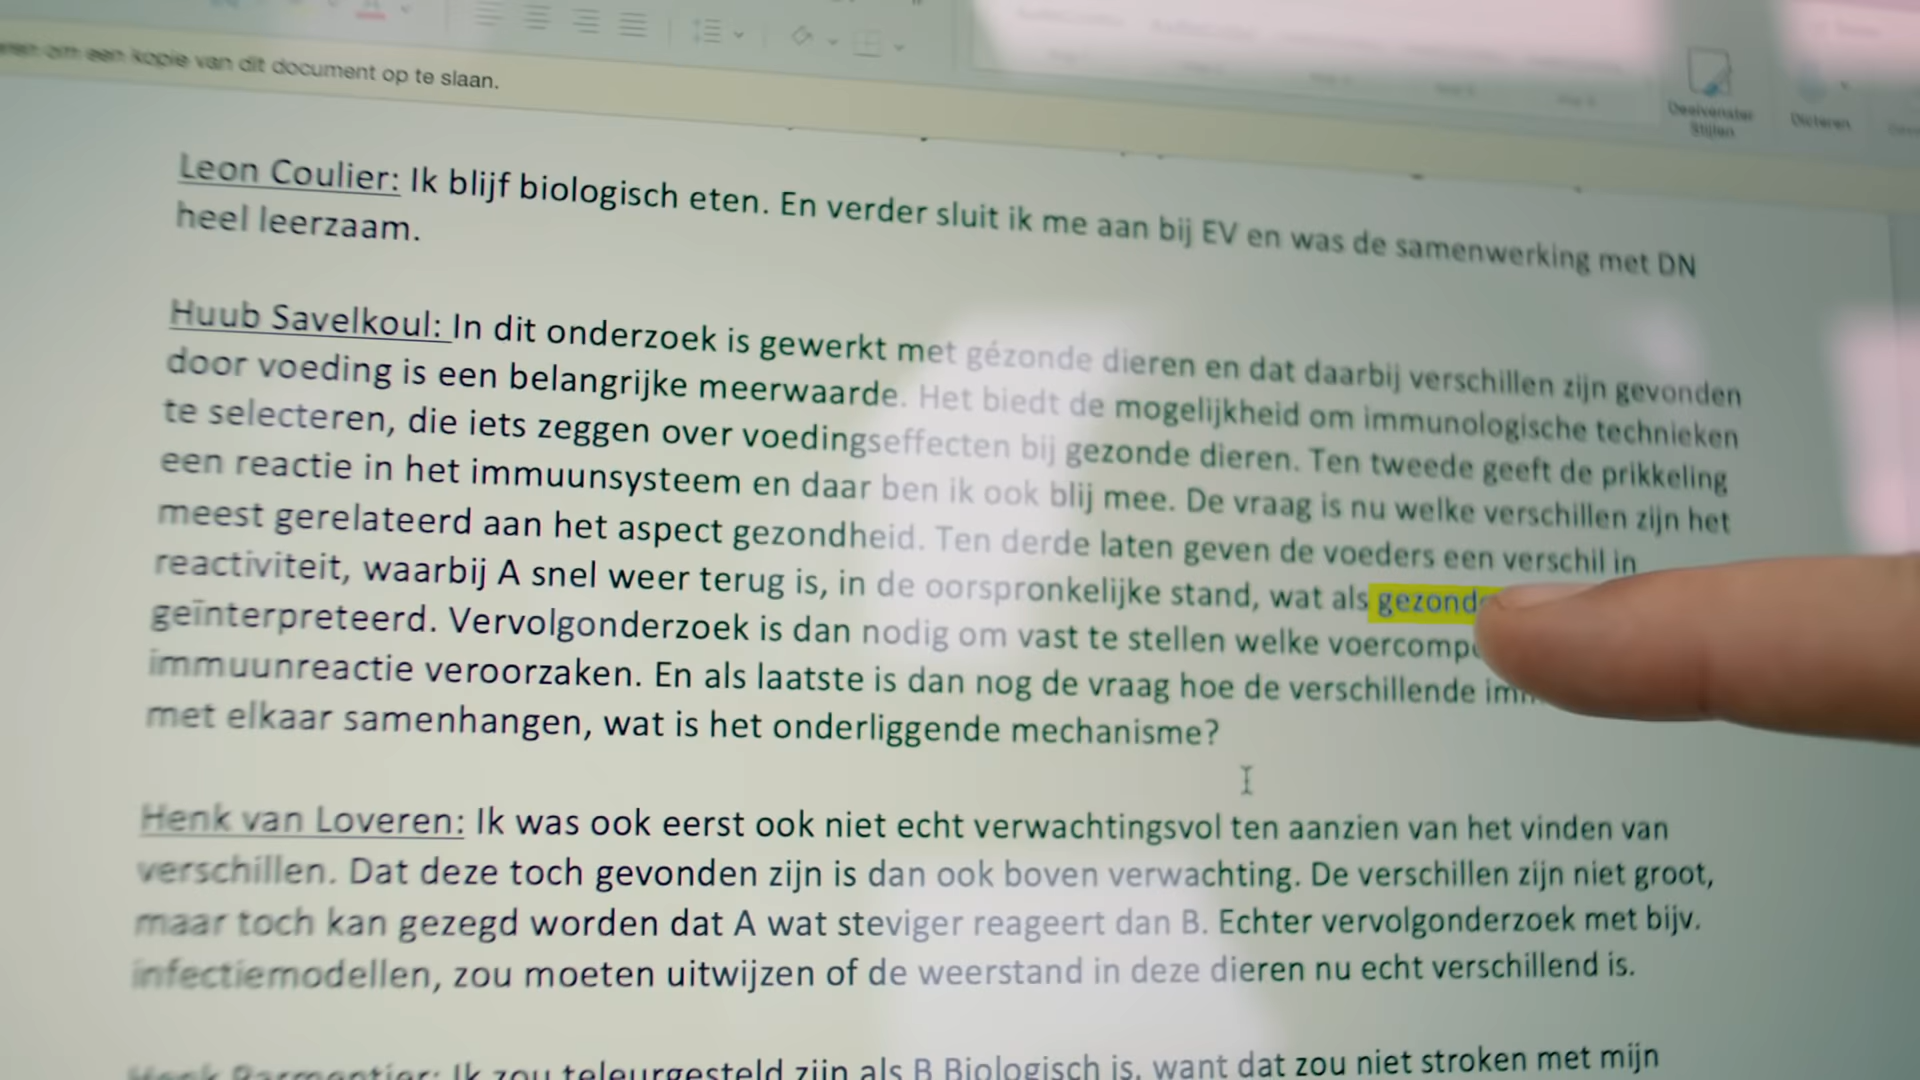 om een kopie van dit document op te slaan.
Deelvenster
Stijlen
Dicteren
Leon Coulier: Ik blijf biologisch eten. En verder sluit ik me aan bij EV en was de samenwerking met DN
heel leerzaam.
Huub Savelkoul: In dit onderzoek is gewerkt met gézonde dieren en dat daarbij verschillen zijn gevonden
door voeding is een belangrijke meerwaarde. Het biedt de mogelijkheid om immunologische technieken
te selecteren, die iets zeggen over voedingseffecten bij gezonde dieren. Ten tweede geeft de prikkeling
een reactie in het immuunsysteem en daar ben ik ook blij mee. De vraag is nu welke verschillen zijn het
meest gerelateerd aan het aspect gezondheid. Ten derde laten geven de voeders een verschil in
reactiviteit, waarbij A snel weer terug is, in de oorspronkelijke stand, wat als
geïnterpreteerd. Vervolgonderzoek is dan nodig om vast te stellen welke
immuunreactie veroorzaken. En als laatste is dan nog de vraag hoe de verschillende
met elkaar samenhangen, wat is het onderliggende mechanisme?
Henk van Loveren: Ik was ook eerst ook niet echt verwachtingsvol ten aanzien van het vinden van
verschillen. Dat deze toch gevonden zijn is dan ook boven verwachting. De verschillen zijn niet groot,
maar toch kan gezegd worden dat A wat steviger reageert dan B. Echter vervolgonderzoek met bijv.
infectiemodellen, zou moeten uitwijzen of de weerstand in deze dieren nu echt verschillend is.
Henk Parmentier: Ik zou teleurgesteld zijn als B Biologisch is, want dat zou niet stroken met mijn